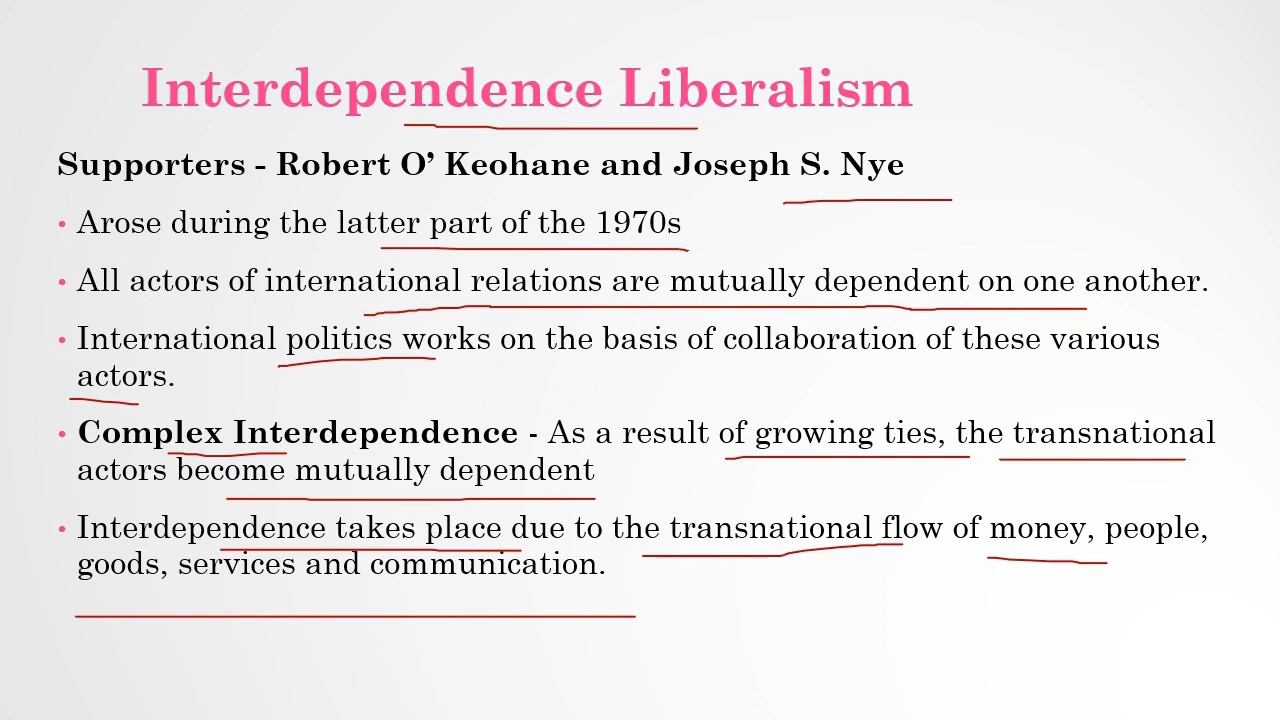 Interdependence Liberalism
Supporters - Robert O’ Keohane and Joseph S. Nye
• Arose during the latter part of the 1970s
• All actors of international relations are mutually dependent on one another.
• International politics works on the basis of collaboration of these various
actors.
• Complex Interdependence - As a result of growing ties, the transnational
actors become mutually dependent
• Interdependence takes place due to the transnational flow of money, people,
goods, services and communication.